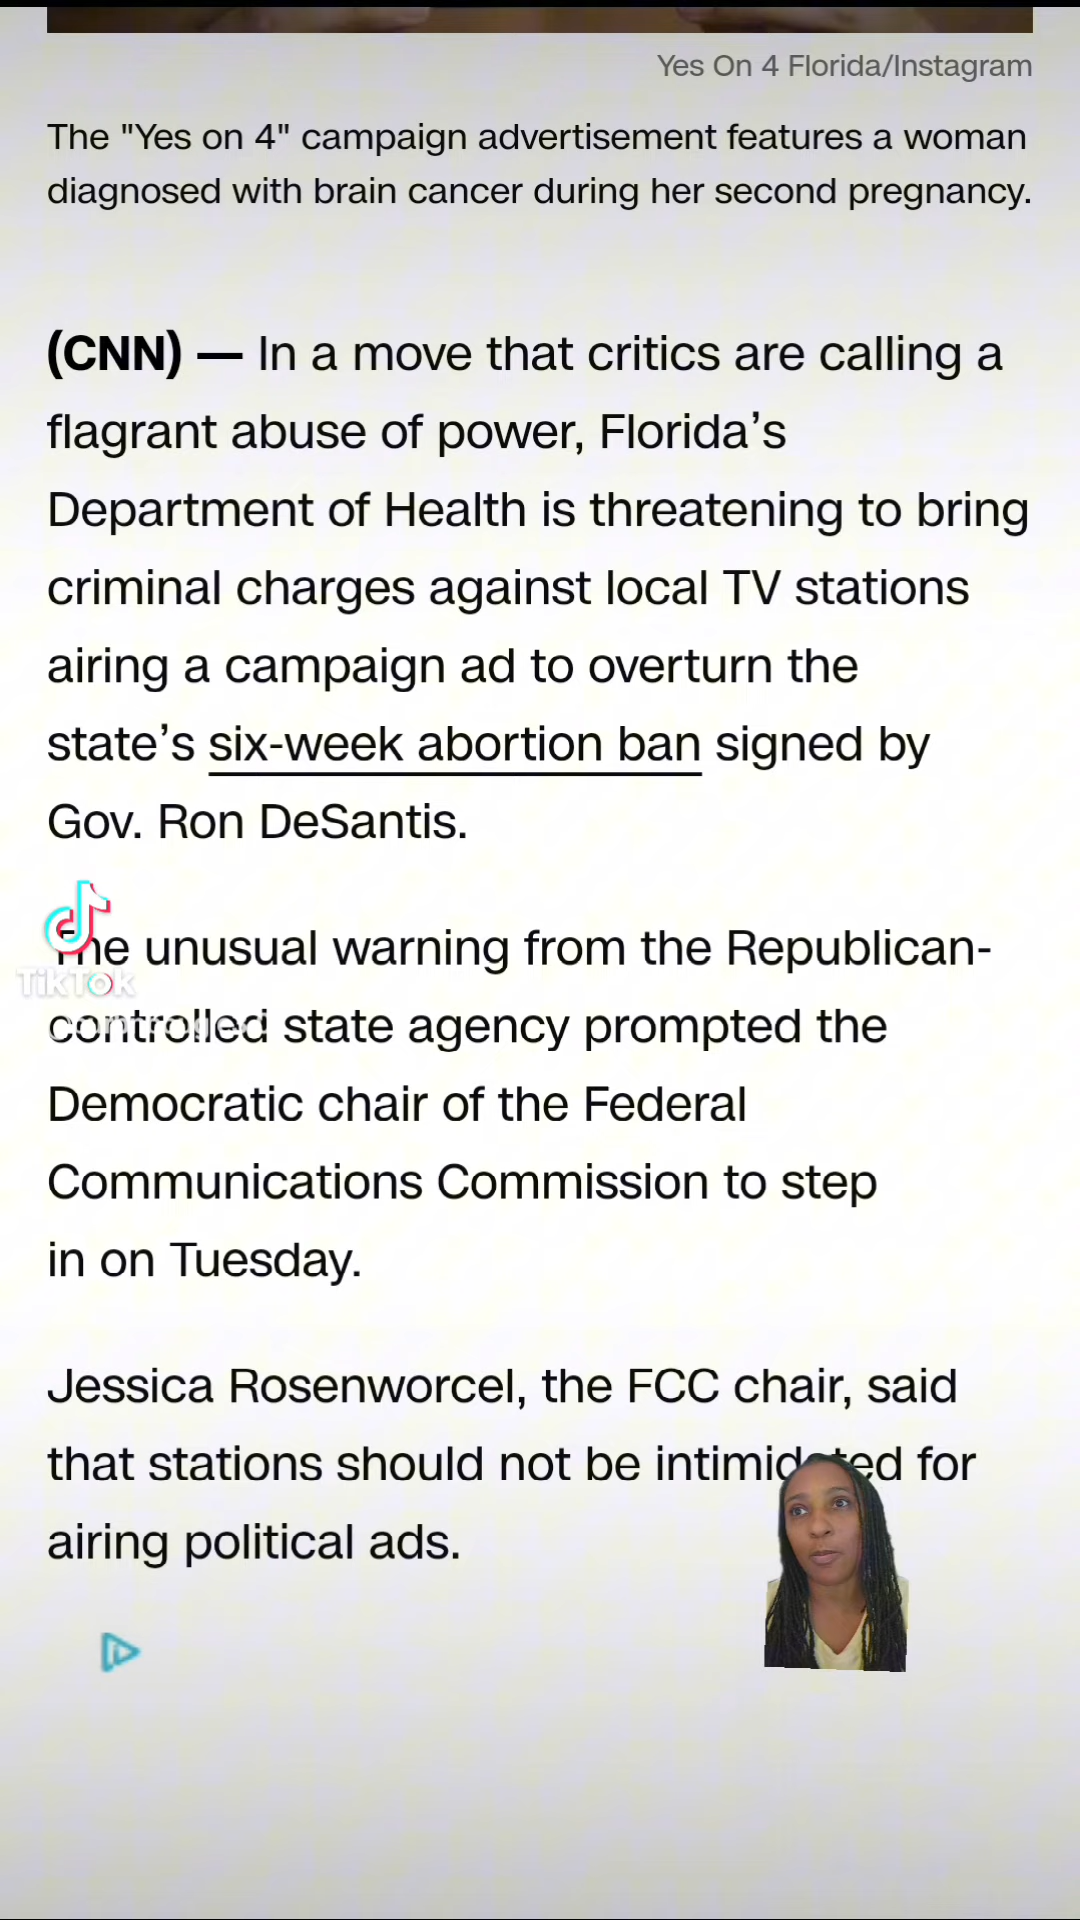 Yes On 4 Florida/Instagram
The "Yes on 4" campaign advertisement features a woman
diagnosed with brain cancer during her second pregnancy.
(CNN) — In a move that critics are calling a
flagrant abuse of power, Florida’s
Department of Health is threatening to bring
criminal charges against local TV stations
airing a campaign ad to overturn the
state’s six-week abortion ban signed by
Gov. Ron DeSantis.
The unusual warning from the Republican-
TikTok
controlled state agency prompted the
Democratic chair of the Federal
Communications Commission to step
in on Tuesday.
Jessica Rosenworcel, the FCC chair, said
that stations should not be intimidated for
airing political ads.